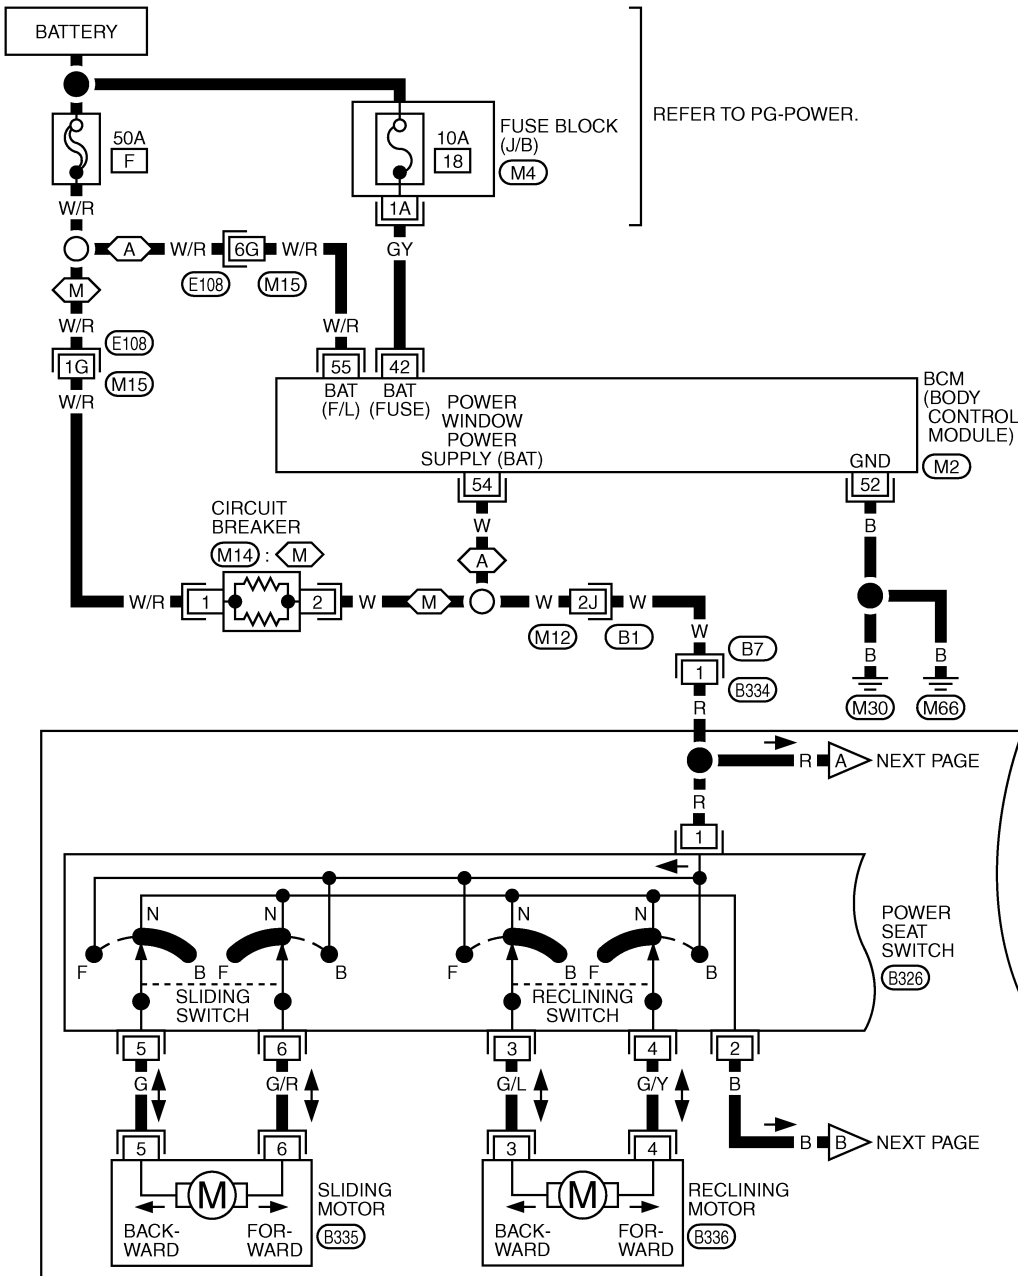 BATTERY
REFER TO PG-POWER.
50A
F
10A
18
FUSE BLOCK
(J/B)
M4
1A
W/R
A
W/R
6G
W/R
GY
E108
M15
M
W/R
W/R
E108
1G
M15
W/R
55
42
BAT
(F/L)
BAT
(FUSE)
POWER
WINDOW
POWER
SUPPLY (BAT)
GND
BCM
(BODY
CONTROL
MODULE)
M2
54
52
W
B
CIRCUIT
BREAKER
M14 : M
A
W/R
1
2
W
M
W
2J
W
M12
B1
W
B7
1
B334
B
B
M30
M66
R
R
A
NEXT PAGE
R
1
N
N
N
N
F
B
F
B
F
B
F
B
SLIDING
SWITCH
RECLINING
SWITCH
POWER
SEAT
SWITCH
B326
5
6
3
4
2
G
G/R
G/L
G/Y
B
B
B
NEXT PAGE
5
6
3
4
M
M
BACK-
WARD
FOR-
WARD
SLIDING
MOTOR
B335
BACK-
WARD
FOR-
WARD
RECLINING
MOTOR
B336